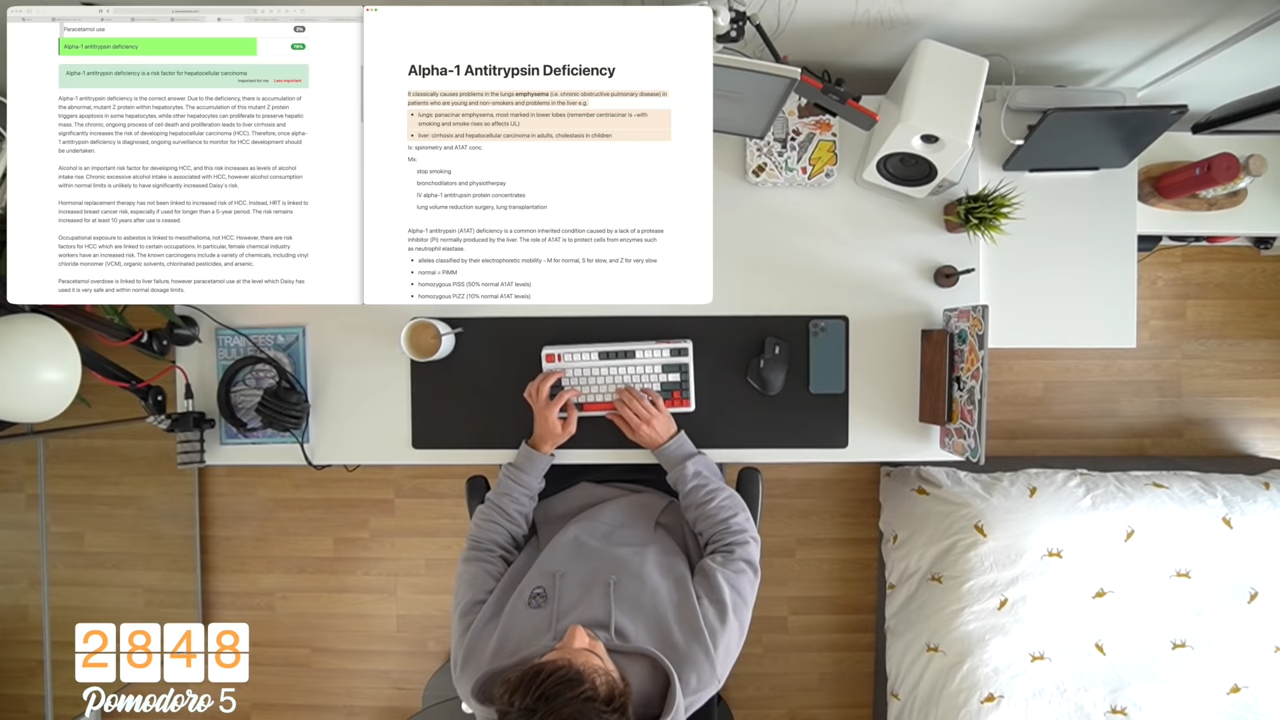 Paracetamol use
Alpha-1 antitrypsin deficiency
Alpha-1 antitrypsin deficiency is a risk factor for hepatocellular carcinoma
Important for me Less important
Alpha-1 antitrypsin deficiency is the correct answer. Due to the deficiency, there is accumulation of
the abnormal, mutant Z protein within hepatocytes. The accumulation of this mutant Z protein
triggers apoptosis in some hepatocytes, while other hepatocytes can proliferate to preserve hepatic
mass. The chronic, ongoing process of cell death and proliferation leads to liver cirrhosis and
significantly increases the risk of developing hepatocellular carcinoma (HCC). Therefore, once alpha-
1 antitrypsin deficiency is diagnosed, ongoing surveillance to monitor for HCC development should
be undertaken.
Alcohol is an important risk factor for developing HCC, and this risk increases as levels of alcohol
intake rise. Chronic excessive alcohol intake is associated with HCC, however alcohol consumption
within normal limits is unlikely to have significantly increased Daisy's risk.
Hormonal replacement therapy has not been linked to increased risk of HCC. Instead, HRT is linked to
increased breast cancer risk, especially if used for longer than a 5-year period. The risk remains
increased for at least 10 years after use is ceased.
Occupational exposure to asbestos is linked to mesothelioma, not HCC. However, there are risk
factors for HCC which are linked to certain occupations. In particular, female chemical industry
workers have an increased risk. The known carcinogens include a variety of chemicals, including vinyl
chloride monomer (VCM), organic solvents, chlorinated pesticides, and arsenic.
Paracetamol overdose is linked to liver failure, however paracetamol use at the level which Daisy has
used it is very safe and within normal dosage limits.
Alpha-1 Antitrypsin Deficiency
It classically causes problems in the lungs emphysema (i.e. chronic obstructive pulmonary disease) in
patients who are young and non-smokers and problems in the liver e.g.
lungs: panacinar emphysema, most marked in lower lobes (remember centriacinar is -with
smoking and smoke rises so affects UL)
liver: cirrhosis and hepatocellular carcinoma in adults, cholestasis in children
Ix: spirometry and A1AT conc.
Mx:
stop smoking
bronchodilators and physiotherpay
IV alpha-1 antitrupsin protein concentrates
lung volume reduction surgery, lung transplantation
Alpha-1 antitrypsin (A1AT) deficiency is a common inherited condition caused by a lack of a protease
inhibitor (Pi) normally produced by the liver. The role of A1AT is to protect cells from enzymes such
as neutrophil elastase.
alleles classified by their electrophoretic mobility - M for normal, S for slow, and Z for very slow
normal = PiMM
homozygous PiSS (50% normal A1AT levels)
homozygous PiZZ (10% normal A1AT levels)
TRAINEES'
BULLETIN
2848
Pomodoro 5